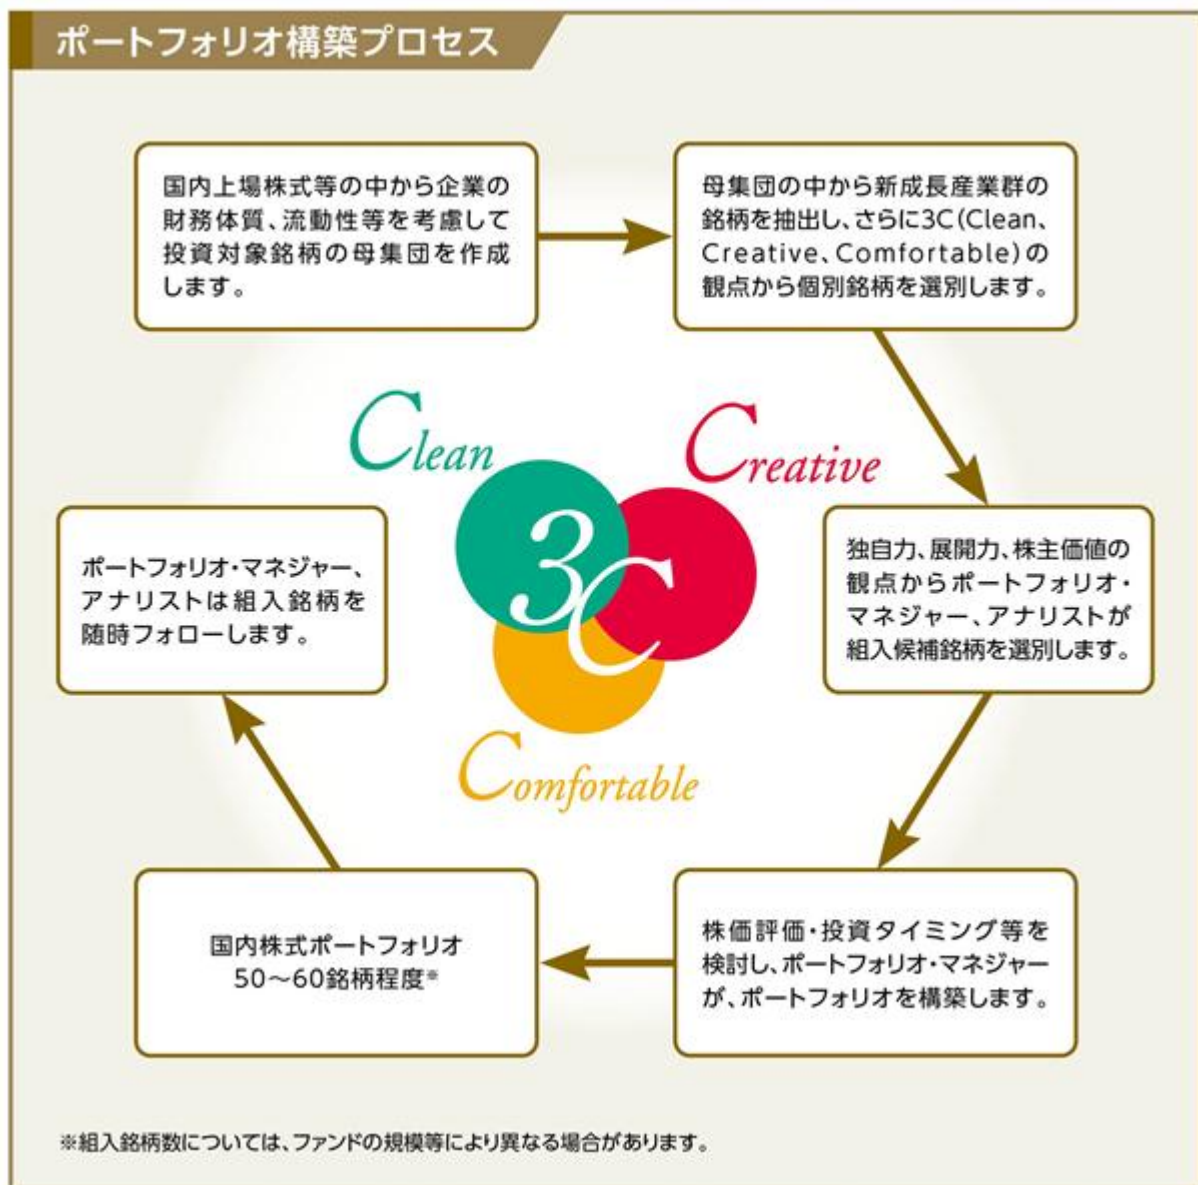 ポートフォリオ構築プロセス
国内上場株式等の中から企業の
財務体質、流動性等を考慮して
投資対象銘柄の母集団を作成
します。
母集団の中から新成長産業群の
銘柄を抽出し、さらに3C(Clean、
Creative、Comfortable)の
観点から個別銘柄を選別します。
独自力、展開力、株主価値の
観点からポートフォリオ・
マネジャー、アナリストが
組入候補銘柄を選別します。
株価評価・投資タイミング等を
検討し、ポートフォリオ・マネジャー
が、ポートフォリオを構築します。
国内株式ポートフォリオ
50〜60銘柄程度※
ポートフォリオ・マネジャー、
アナリストは組入銘柄を
随時フォローします。
Clean
Creative
3C
Comfortable
※組入銘柄数については、ファンドの規模等により異なる場合があります。